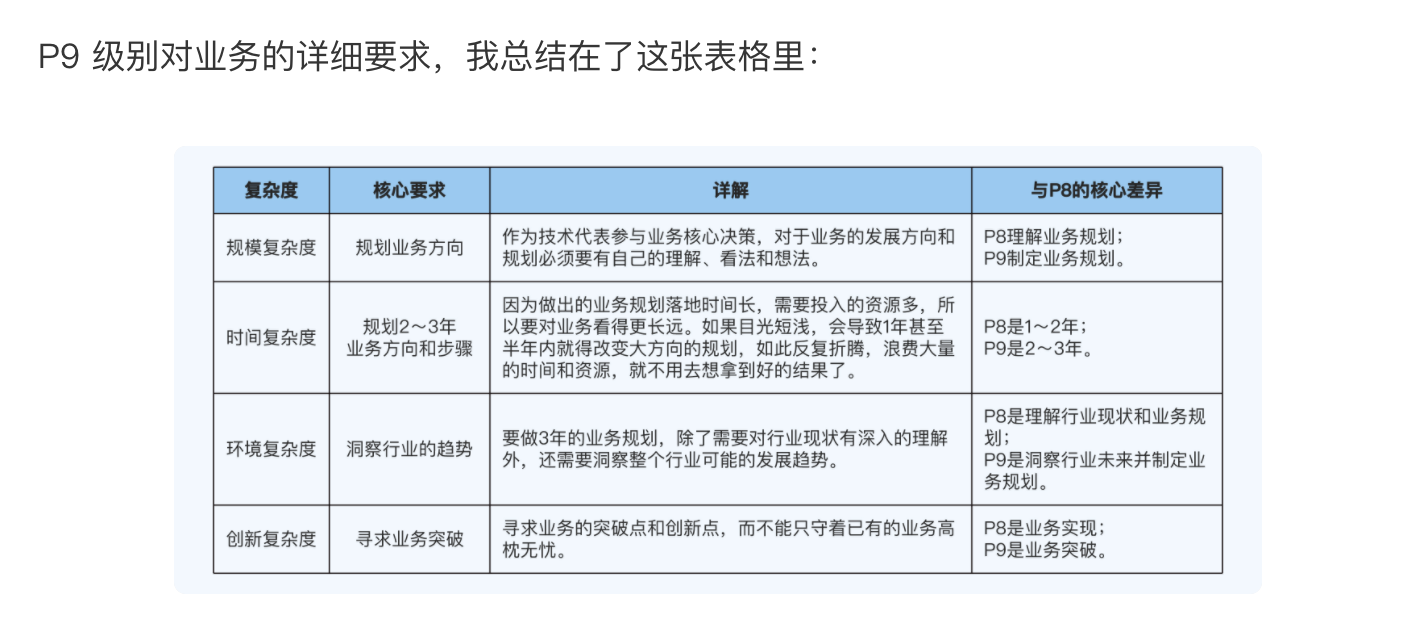 P9 级别对业务的详细要求，我总结在了这张表格里：
复杂度 核心要求 详解 与P8的核心差异
规模复杂度 规划业务方向
作为技术代表参与业务核心决策，对于业务的发展方向和
规划必须要有自己的理解、看法和想法。
P8理解业务规划；
P9制定业务规划。
时间复杂度
规划2～3年
业务方向和步骤
因为做出的业务规划落地时间长，需要投入的资源多，所
以要对业务看得更长远。如果目光短浅，会导致1年甚至
半年内就得改变大方向的规划，如此反复折腾，浪费大量
的时间和资源，就不用去想拿到好的结果了。
P8是1～2年；
P9是2～3年。
环境复杂度 洞察行业的趋势
要做3年的业务规划，除了需要对行业现状有深入的理解
外，还需要洞察整个行业可能的发展趋势。
P8是理解行业现状和业务规
划；
P9是洞察行业未来并制定业
务规划。
创新复杂度 寻求业务突破
寻求业务的突破点和创新点，而不能只守着已有的业务高
枕无忧。
P8是业务实现；
P9是业务突破。